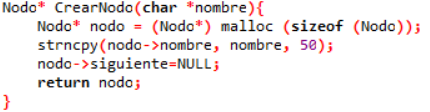 Nodo* CrearNodo(char *nombre){
    Nodo* nodo = (Nodo*) malloc (sizeof (Nodo));
    strncpy(nodo->nombre, nombre, 50);
    nodo->siguiente=NULL;
    return nodo;
}